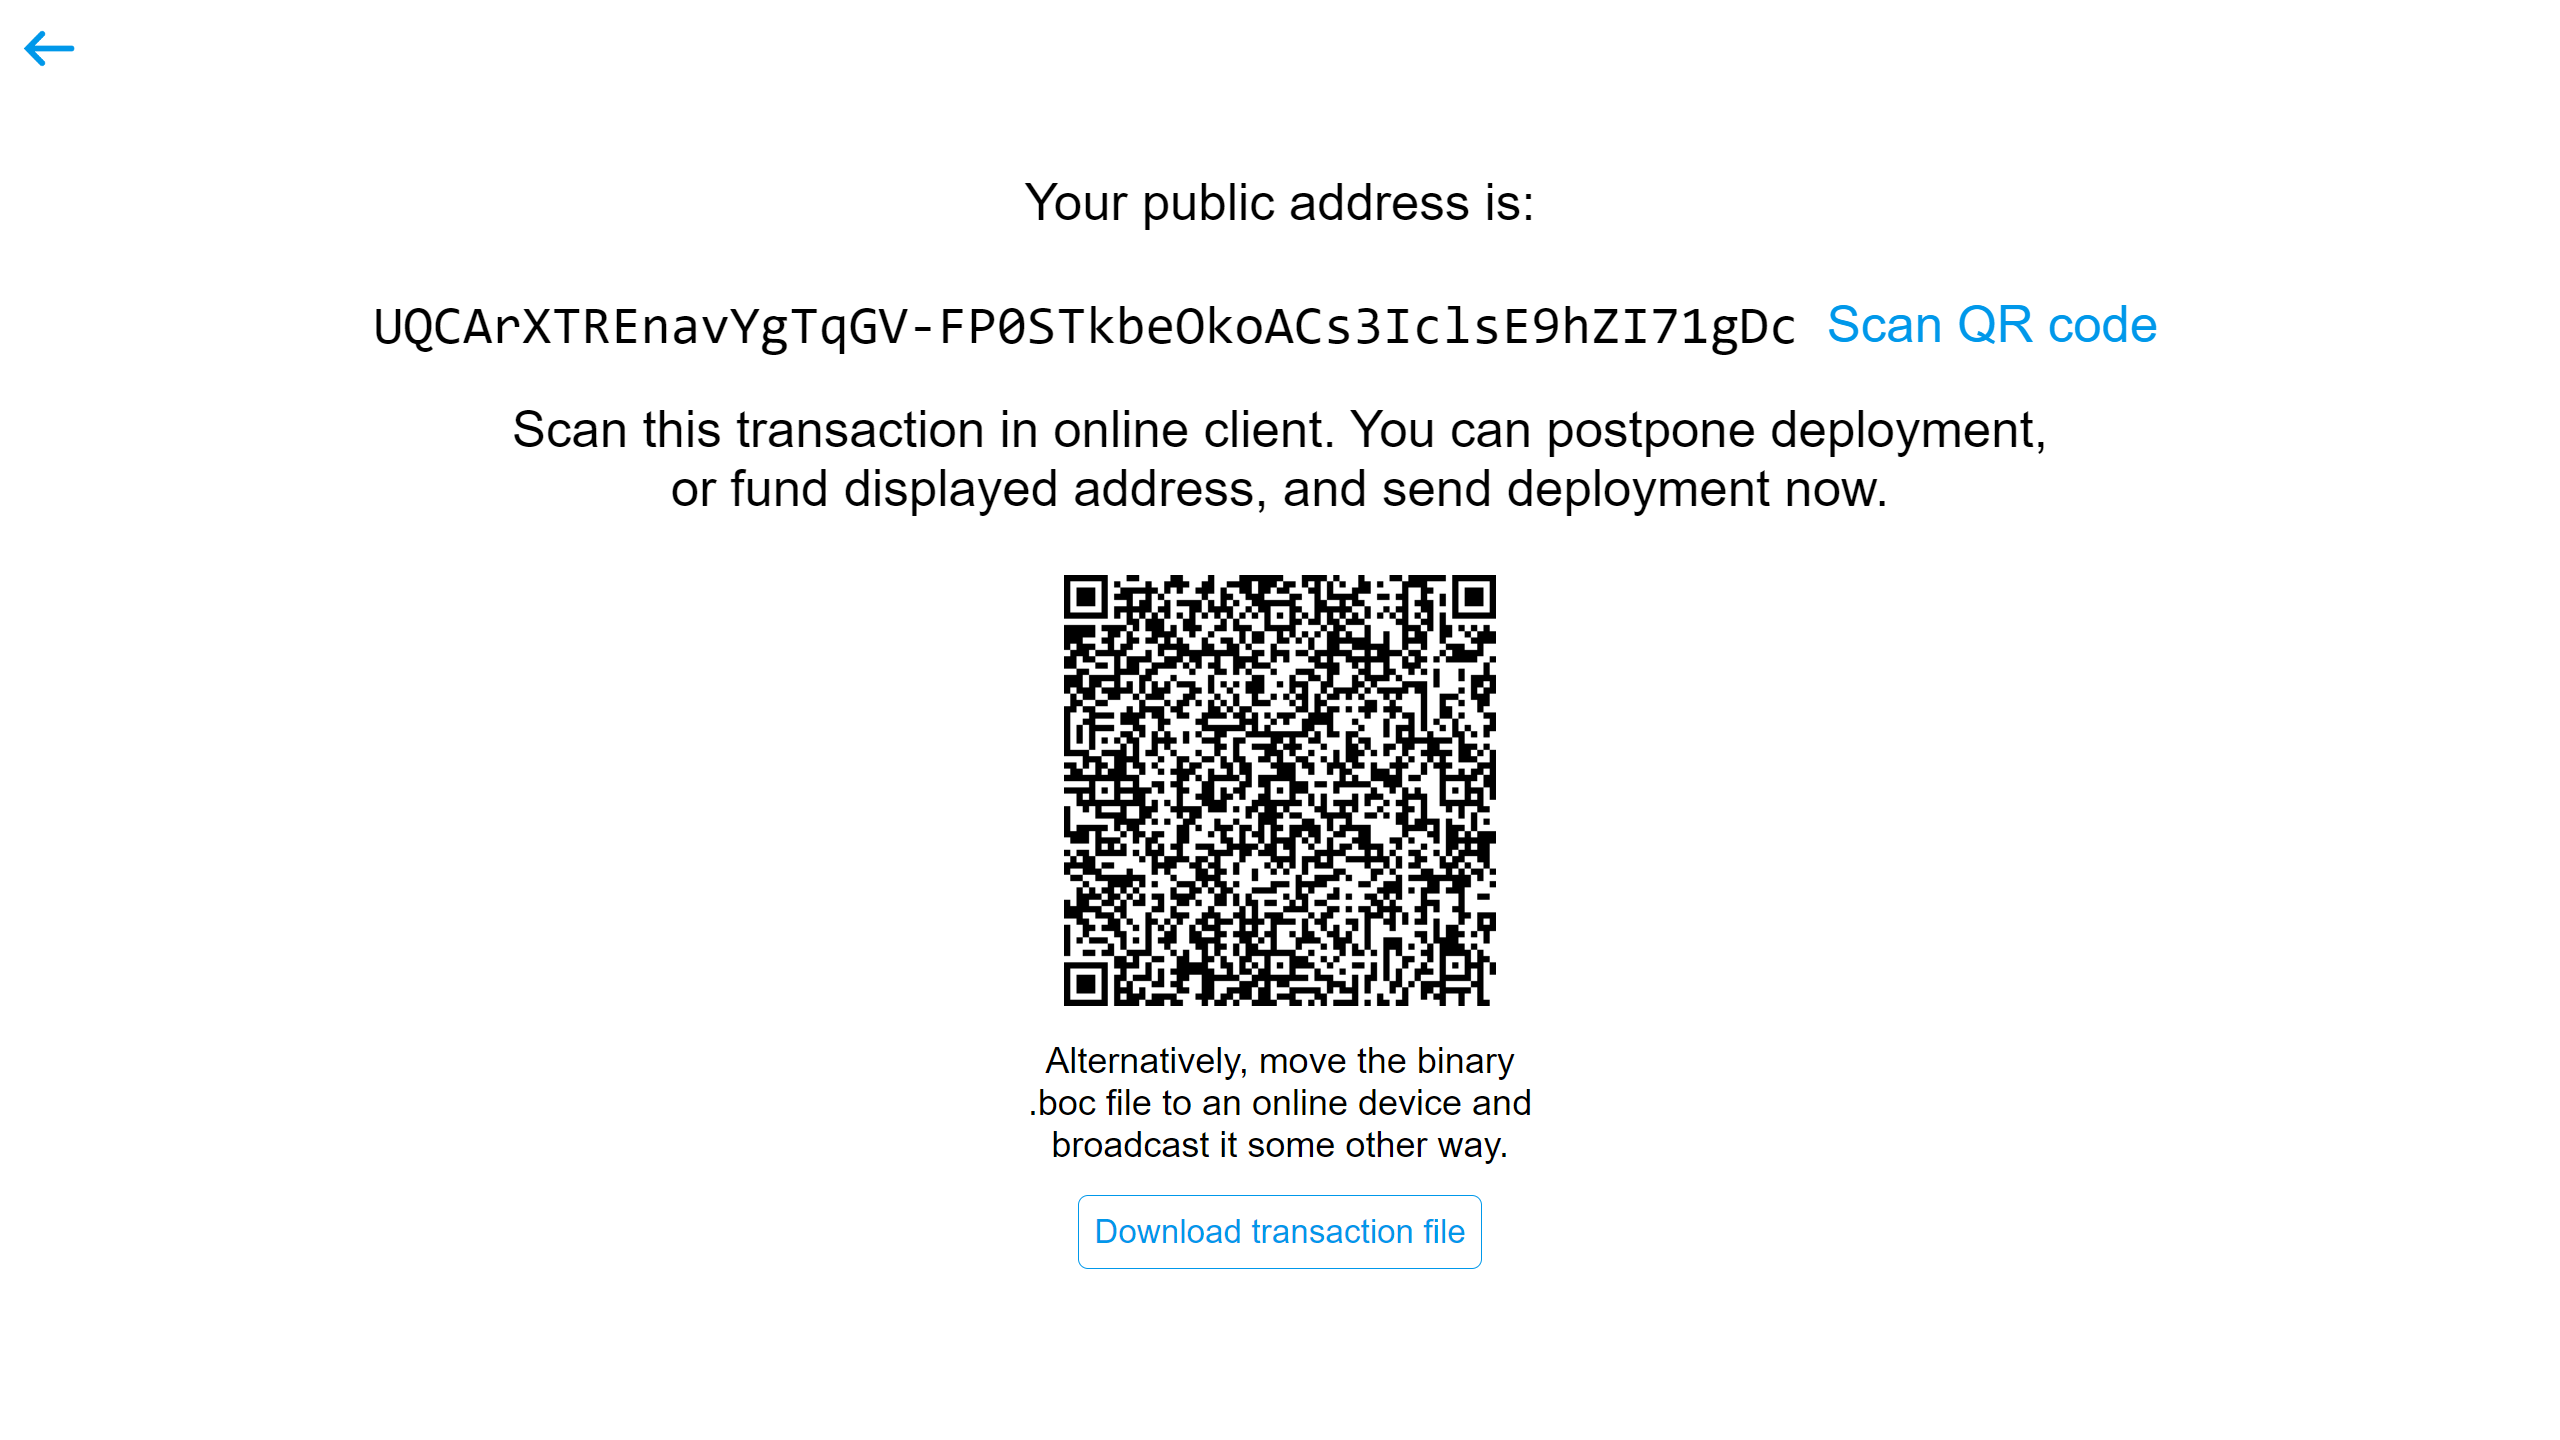 Your public address is:
UQCArXTREnavYgTqGV-FP0STkbeOkoACs3IclsE9hZI71gDc Scan QR code
Scan this transaction in online client. You can postpone deployment,
or fund displayed address, and send deployment now.
Alternatively, move the binary
.boc file to an online device and
broadcast it some other way.
Download transaction file